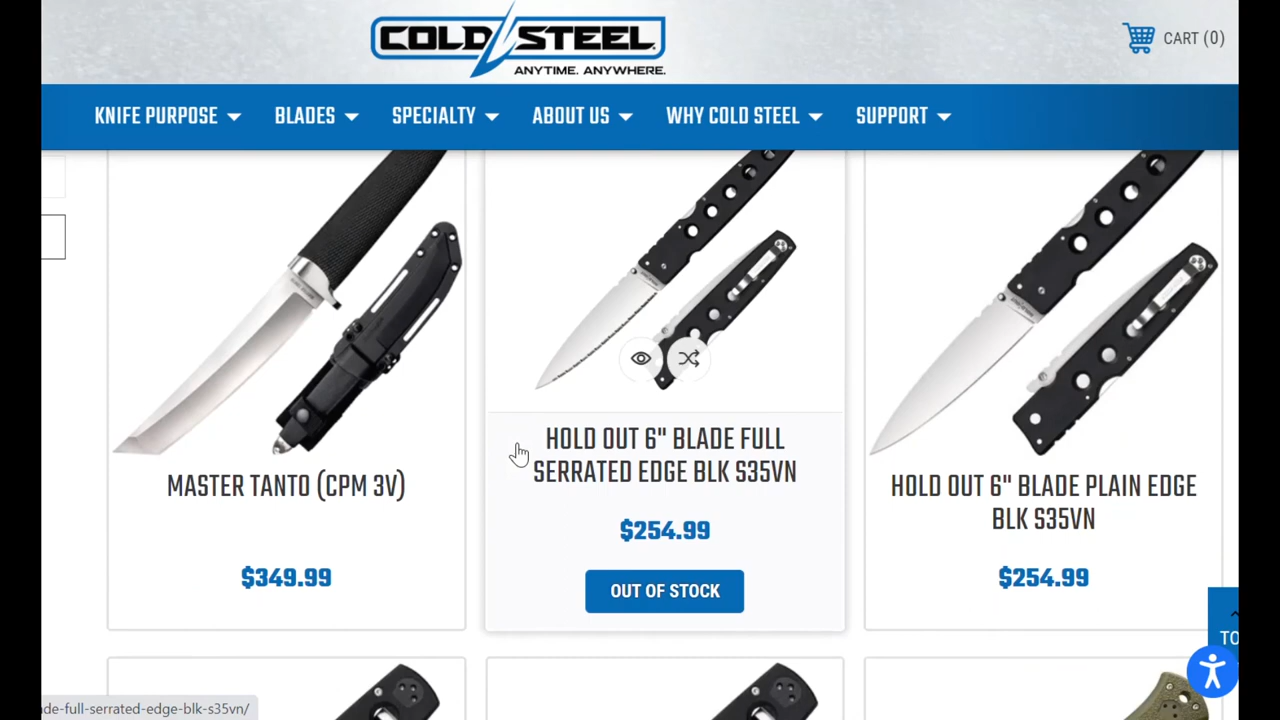 COLD STEEL
ANYTIME. ANYWHERE.
CART (0)
KNIFE PURPOSE BLADES SPECIALTY ABOUT US WHY COLD STEEL SUPPORT
MASTER TANTO (CPM 3V)
$349.99
HOLD OUT 6" BLADE FULL
SERRATED EDGE BLK S35VN
$254.99
OUT OF STOCK
HOLD OUT 6" BLADE PLAIN EDGE
BLK S35VN
$254.99
TO
de-full-serrated-edge-blk-s35vn/